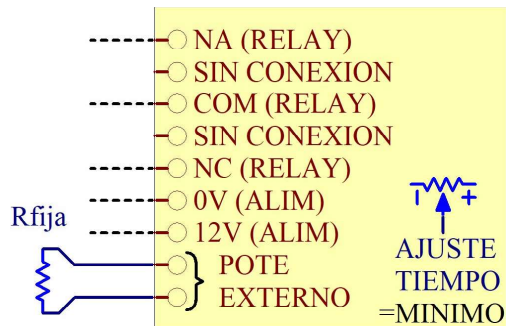 NA (RELAY)
SIN CONEXION
COM (RELAY)
SIN CONEXION
NC (RELAY)
0V (ALIM)
12V (ALIM)
Rfija
POTE
EXTERNO
- +
AJUSTE
TIEMPO
=MINIMO